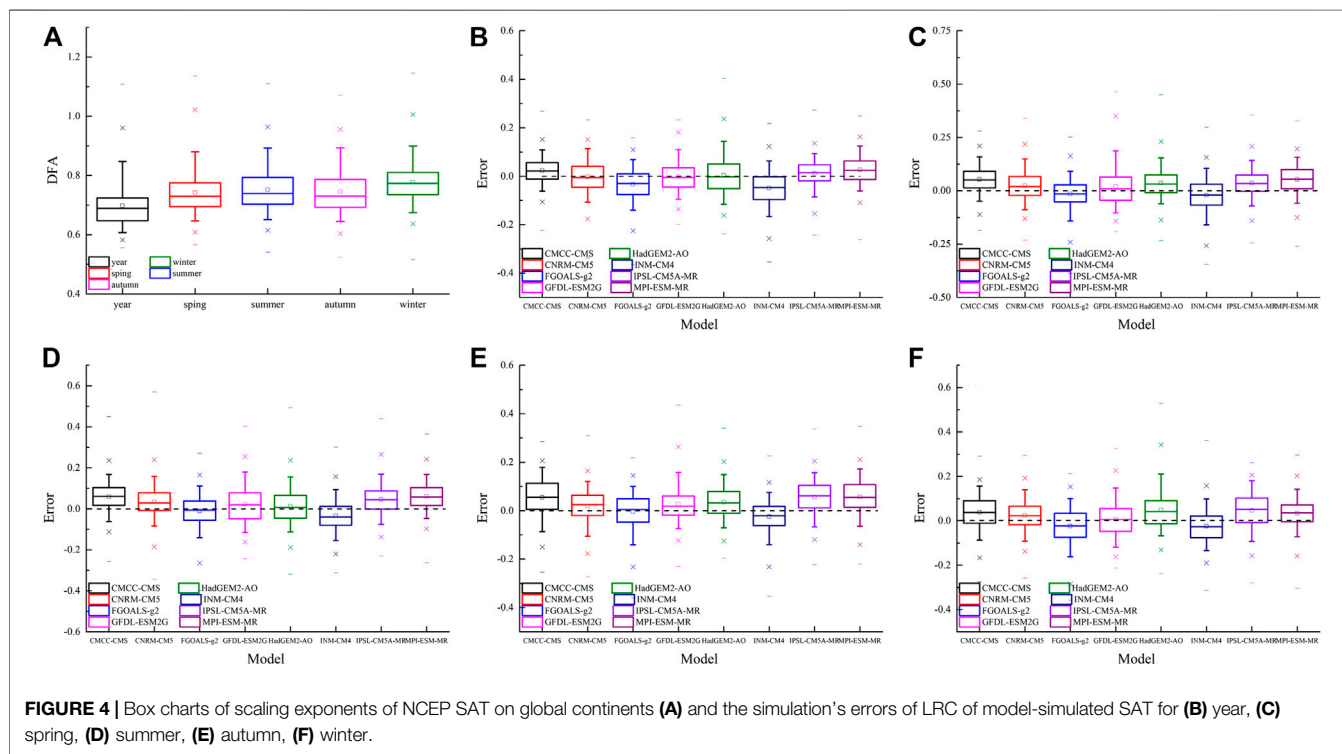 A
1.2
1.0
0.8
0.6
0.4
DFA
year
sping
autumn
winter
summer
year
sping
summer
autumn
winter
B
0.6
0.4
0.2
0.0
-0.2
-0.4
Error
CMCC-CMS
CNRM-CM5
FGOALS-g2
GFDL-ESM2G
HadGEM2-AO
INM-CM4
IPSL-CM5A-MR
MPI-ESM-MR
CMCC-CMS CNRM-CM5 FGOALS-g2 GFDL-ESM2G HadGEM2-AO INM-CM4 IPSL-CM5A-MR MPI-ESM-MR
Model
C
0.75
0.50
0.25
0.00
-0.25
-0.50
Error
CMCC-CMS
CNRM-CM5
FGOALS-g2
GFDL-ESM2G
HadGEM2-AO
INM-CM4
IPSL-CM5A-MR
MPI-ESM-MR
CMCC-CMS CNRM-CM5 FGOALS-g2 GFDL-ESM2G HadGEM2-AO INM-CM4 IPSL-CM5A-MR MPI-ESM-MR
Model
D
0.8
0.6
0.4
0.2
0.0
-0.2
-0.4
-0.6
Error
CMCC-CMS
CNRM-CM5
FGOALS-g2
GFDL-ESM2G
HadGEM2-AO
INM-CM4
IPSL-CM5A-MR
MPI-ESM-MR
CMCC-CMS CNRM-CM5 FGOALS-g2 GFDL-ESM2G HadGEM2-AO INM-CM4 IPSL-CM5A-MR MPI-ESM-MR
Model
E
0.6
0.4
0.2
0.0
-0.2
-0.4
Error
CMCC-CMS
CNRM-CM5
FGOALS-g2
GFDL-ESM2G
HadGEM2-AO
INM-CM4
IPSL-CM5A-MR
MPI-ESM-MR
CMCC-CMS CNRM-CM5 FGOALS-g2 GFDL-ESM2G HadGEM2-AO INM-CM4 IPSL-CM5A-MR MPI-ESM-MR
Model
F
0.6
0.4
0.2
0.0
-0.2
-0.4
Error
CMCC-CMS
CNRM-CM5
FGOALS-g2
GFDL-ESM2G
HadGEM2-AO
INM-CM4
IPSL-CM5A-MR
MPI-ESM-MR
CMCC-CMS CNRM-CM5 FGOALS-g2 GFDL-ESM2G HadGEM2-AO INM-CM4 IPSL-CM5A-MR MPI-ESM-MR
Model
FIGURE 4 | Box charts of scaling exponents of NCEP SAT on global continents (A) and the simulation's errors of LRC of model-simulated SAT for (B) year, (C)
spring, (D) summer, (E) autumn, (F) winter.